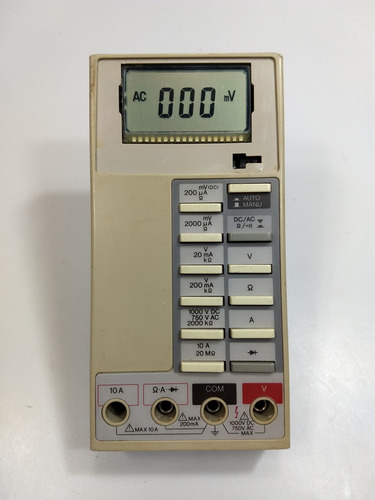 AC 000 mV
mV(DC)
200 μA
Ω
AUTO
MANU
mV
2000 μA
Ω
DC/AC
Ω/
V
20 mA
kΩ
V
V
200 mA
kΩ
Ω
1000 V DC
750 V AC
2000 kΩ
A
10 A
20 MΩ
10 A
Ω·A·
COM
V
MAX 10A
MAX
200mA
1000V DC
750V AC
MAX